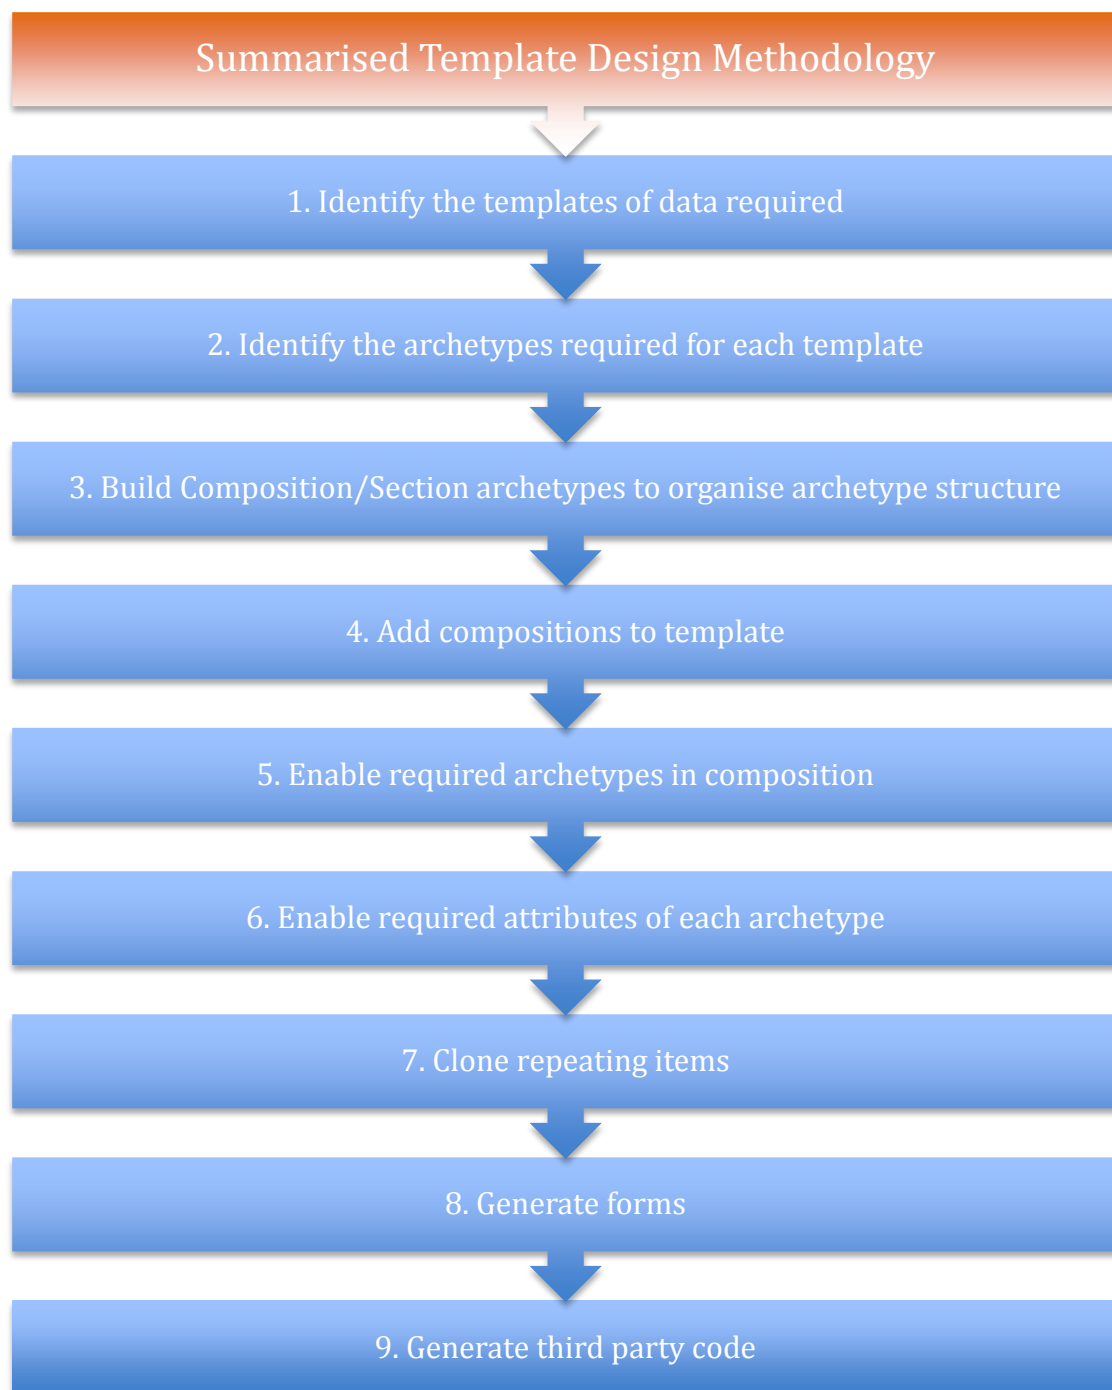 Summarised Template Design Methodology
1. Identify the templates of data required
2. Identify the archetypes required for each template
3. Build Composition/Section archetypes to organise archetype structure
4. Add compositions to template
5. Enable required archetypes in composition
6. Enable required attributes of each archetype
7. Clone repeating items
8. Generate forms
9. Generate third party code